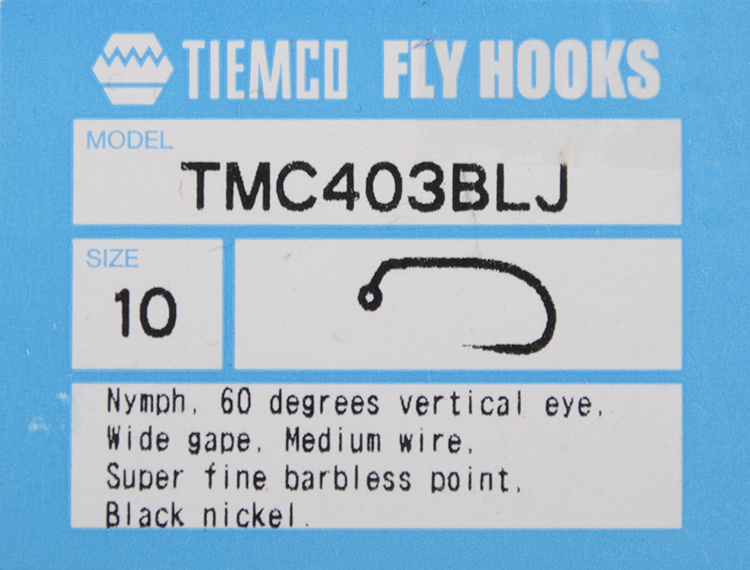 TIEMCO FLY HOOKS
MODEL
TMC403BLJ
SIZE
10
Nymph, 60 degrees vertical eye,
Wide gape, Medium wire,
Super fine barbless point,
Black nickel.